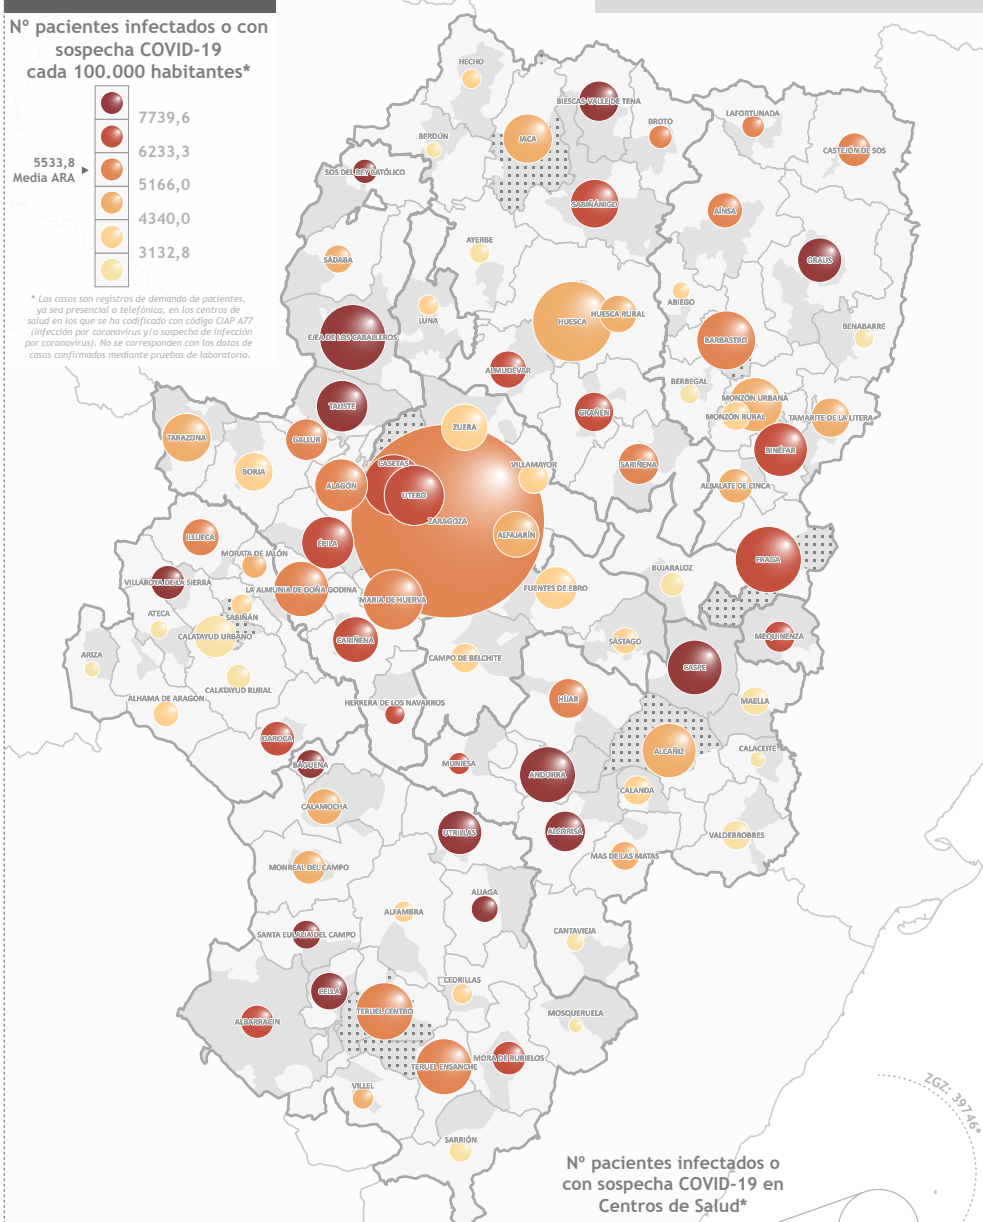 Nº pacientes infectados o con
sospecha COVID-19
cada 100.000 habitantes*
7739,6
6233,3
5533,8
Media ARA
5166,0
4340,0
3132,8
* Los casos son registros de demanda de pacientes,
ya sea presencial o telefónica, en los centros de
salud en los que se ha codificado con código CIAP A77
(infección por coronavirus y/o sospecha de infección
por coronavirus). No se corresponden con los datos de
casos confirmados mediante pruebas de laboratorio.
HECHO
BIESCAS-VALLE DE TENA
LAFORTUNADA
BROTO
JACA
BERDÚN
CASTEJÓN DE SOS
SOS DEL REY CATÓLICO
SABIÑÁNIGO
AÍNSA
AYERBE
SÁDABA
GRAUS
ABIEGO
LUNA
HUESCA RURAL
HUESCA
BENABARRE
EJEA DE LOS CABALLEROS
BARBASTRO
ALMUDÉVAR
BERBEGAL
MONZÓN URBANA
TAUSTE
GRAÑÉN
MONZÓN RURAL
TAMARITE DE LA LITERA
ZUERA
TARAZONA
GALLUR
BINÉFAR
CASETAS
VILLAMAYOR
SARIÑENA
BORJA
ALAGÓN
ALBALATE DE CINCA
UTEBO
ZARAGOZA
ALFAJARÍN
ILLUECA
ÉPILA
MORATA DE JALÓN
FRAGA
BUJARALOZ
VILLAROYA DE LA SIERRA
LA ALMUNIA DE DOÑA GODINA
FUENTES DE EBRO
MARIA DE HUERVA
ATECA
SABIÑÁN
CALATAYUD URBANO
CARIÑENA
SÁSTAGO
MEQUINENZA
ARIZA
CAMPO DE BELCHITE
CASPE
CALATAYUD RURAL
ALHAMA DE ARAGÓN
HERRERA DE LOS NAVARROS
HÍJAR
MAELLA
DAROCA
CALACEITE
ALCAÑIZ
BÁGUENA
MUNIESA
ANDORRA
CALANDA
CALAMOCHA
UTRILLAS
ALCORISA
VALDERROBRES
MAS DE LAS MATAS
MONREAL DEL CAMPO
ALIAGA
ALFAMBRA
SANTA EULALIA DEL CAMPO
CANTAVIEJA
CEDRILLAS
CELLA
TERUEL CENTRO
MOSQUERUELA
ALBARRACIN
MORA DE RUBIELOS
TERUEL ENSANCHE
VILLEL
SARRIÓN
ZGZ: 39746*
Nº pacientes infectados o
con sospecha COVID-19 en
Centros de Salud*